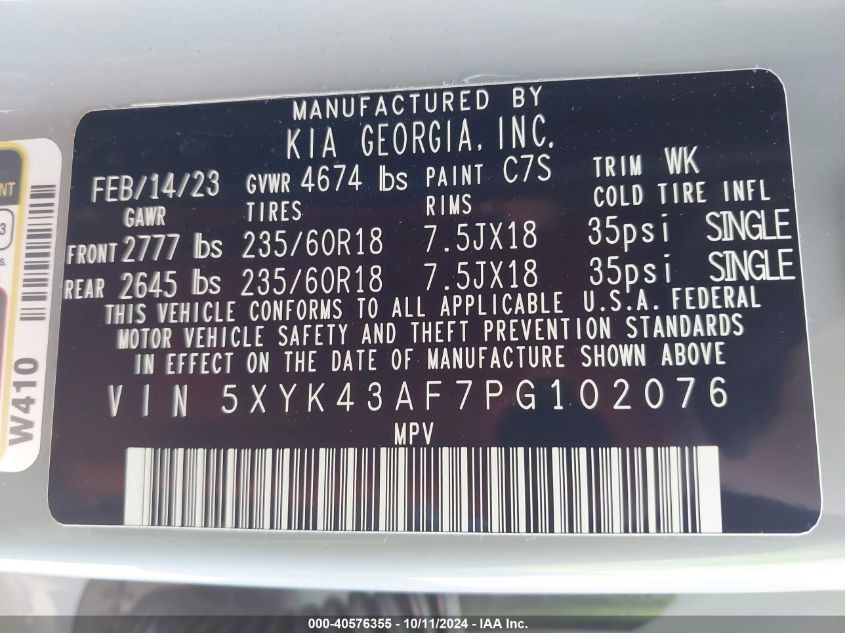 MANUFACTURED BY
KIA GEORGIA, INC.
FEB/14/23 GVWR 4674 lbs PAINT C7S TRIM WK
GAWR TIRES RIMS COLD TIRE INFL
FRONT 2777 lbs 235/60R18 7.5JX18 35psi SINGLE
REAR 2645 lbs 235/60R18 7.5JX18 35psi SINGLE
THIS VEHICLE CONFORMS TO ALL APPLICABLE U.S.A. FEDERAL
MOTOR VEHICLE SAFETY AND THEFT PREVENTION STANDARDS
IN EFFECT ON THE DATE OF MANUFACTURE SHOWN ABOVE
VIN 5XYK43AF7PG102076
MPV
W410
000-40576355 - 10/11/2024 - IAA Inc.